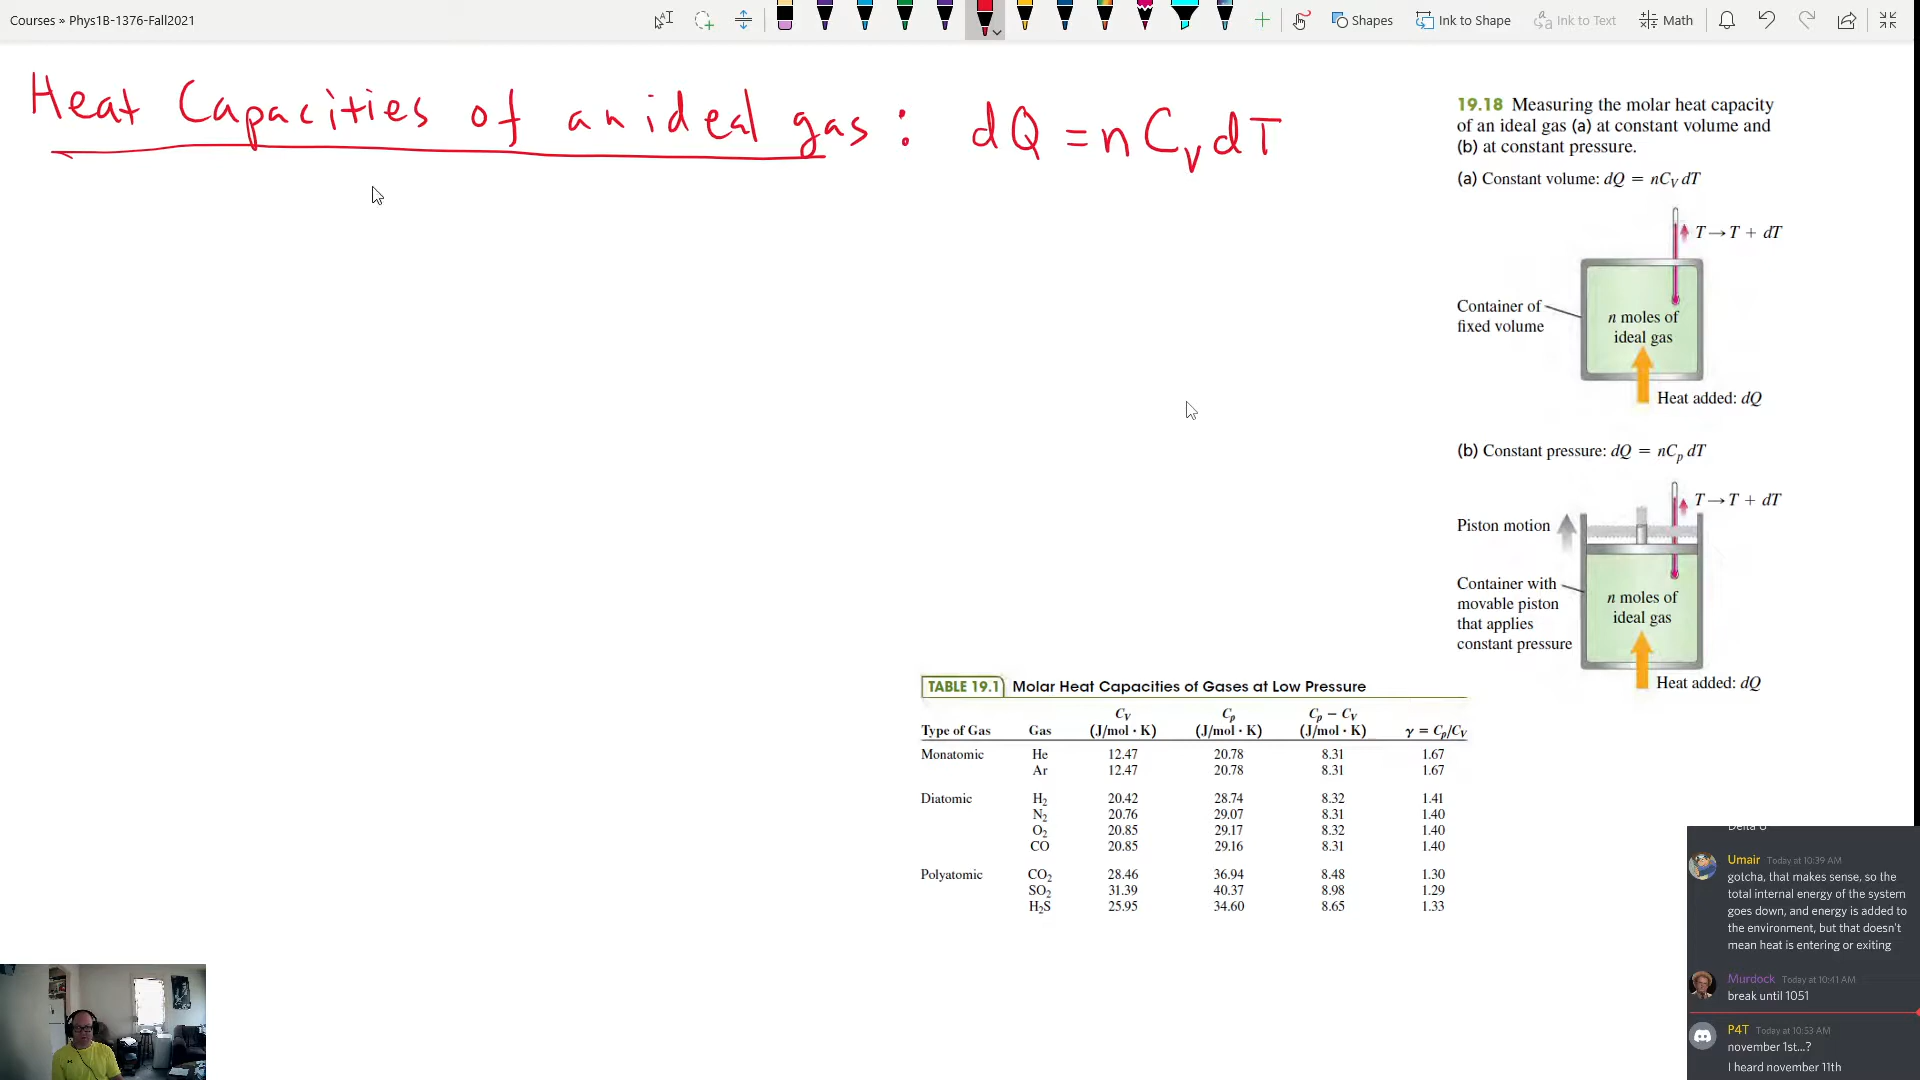 Courses » Phys1B-1376-Fall2021
Shapes
Ink to Shape
Ink to Text
Math
Heat Capacities of an ideal gas : dQ = n C_V dT
19.18 Measuring the molar heat capacity
of an ideal gas (a) at constant volume and
(b) at constant pressure.
(a) Constant volume: dQ = nC_V dT
T → T + dT
Container of
fixed volume
n moles of
ideal gas
Heat added: dQ
(b) Constant pressure: dQ = nC_p dT
T → T + dT
Piston motion
Container with
movable piston
that applies
constant pressure
n moles of
ideal gas
Heat added: dQ
TABLE 19.1 Molar Heat Capacities of Gases at Low Pressure
C_V C_p C_p − C_V
Type of Gas Gas (J/mol · K) (J/mol · K) (J/mol · K) γ = C_p/C_V
Monatomic He 12.47 20.78 8.31 1.67
Ar 12.47 20.78 8.31 1.67
Diatomic H₂ 20.42 28.74 8.32 1.41
N₂ 20.76 29.07 8.31 1.40
O₂ 20.85 29.17 8.32 1.40
CO 20.85 29.16 8.31 1.40
Polyatomic CO₂ 28.46 36.94 8.48 1.30
SO₂ 31.39 40.37 8.98 1.29
H₂S 25.95 34.60 8.65 1.33
Umair Today at 10:39 AM
gotcha, that makes sense, so the
total internal energy of the system
goes down, and energy is added to
the environment, but that doesn't
mean heat is entering or exiting
Murdock Today at 10:41 AM
break until 1051
P4T Today at 10:53 AM
november 1st...?
I heard november 11th